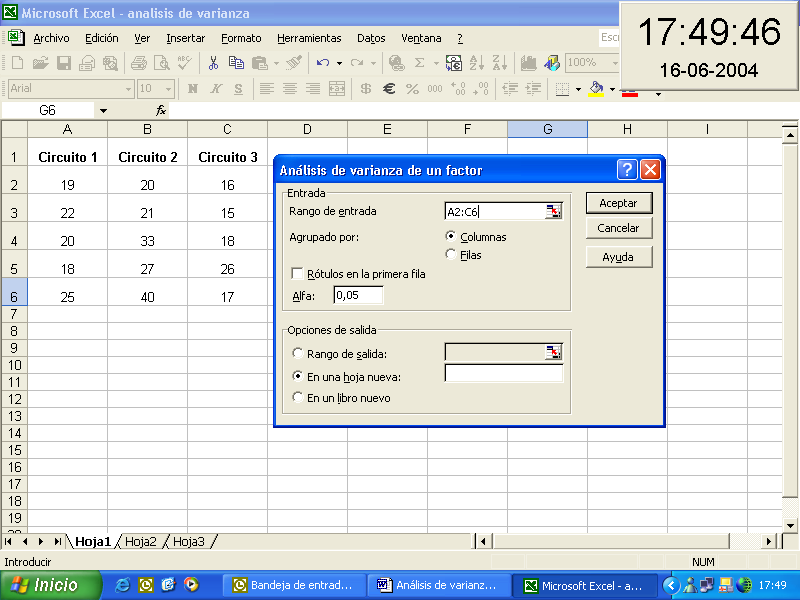 Microsoft Excel - analisis de varianza
17:49:46
16-06-2004
Archivo Edición Ver Insertar Formato Herramientas Datos Ventana ?
100%
Arial 10 N K S € % 000
G6 fx
A B C D E F G H I
1 Circuito 1 Circuito 2 Circuito 3
2 19 20 16
3 22 21 15
4 20 33 18
5 18 27 26
6 25 40 17
7
8
9
10
11
12
13
14
15
16
17
18
19
Análisis de varianza de un factor
Entrada
Rango de entrada A2:C6
Agrupado por: Columnas
Filas
Rótulos en la primera fila
Alfa: 0,05
Opciones de salida
Rango de salida:
En una hoja nueva:
En un libro nuevo
Aceptar
Cancelar
Ayuda
Hoja1 Hoja2 Hoja3
Introducir NUM
Inicio Bandeja de entrad... Análisis de varianz... Microsoft Excel - a... 17:49